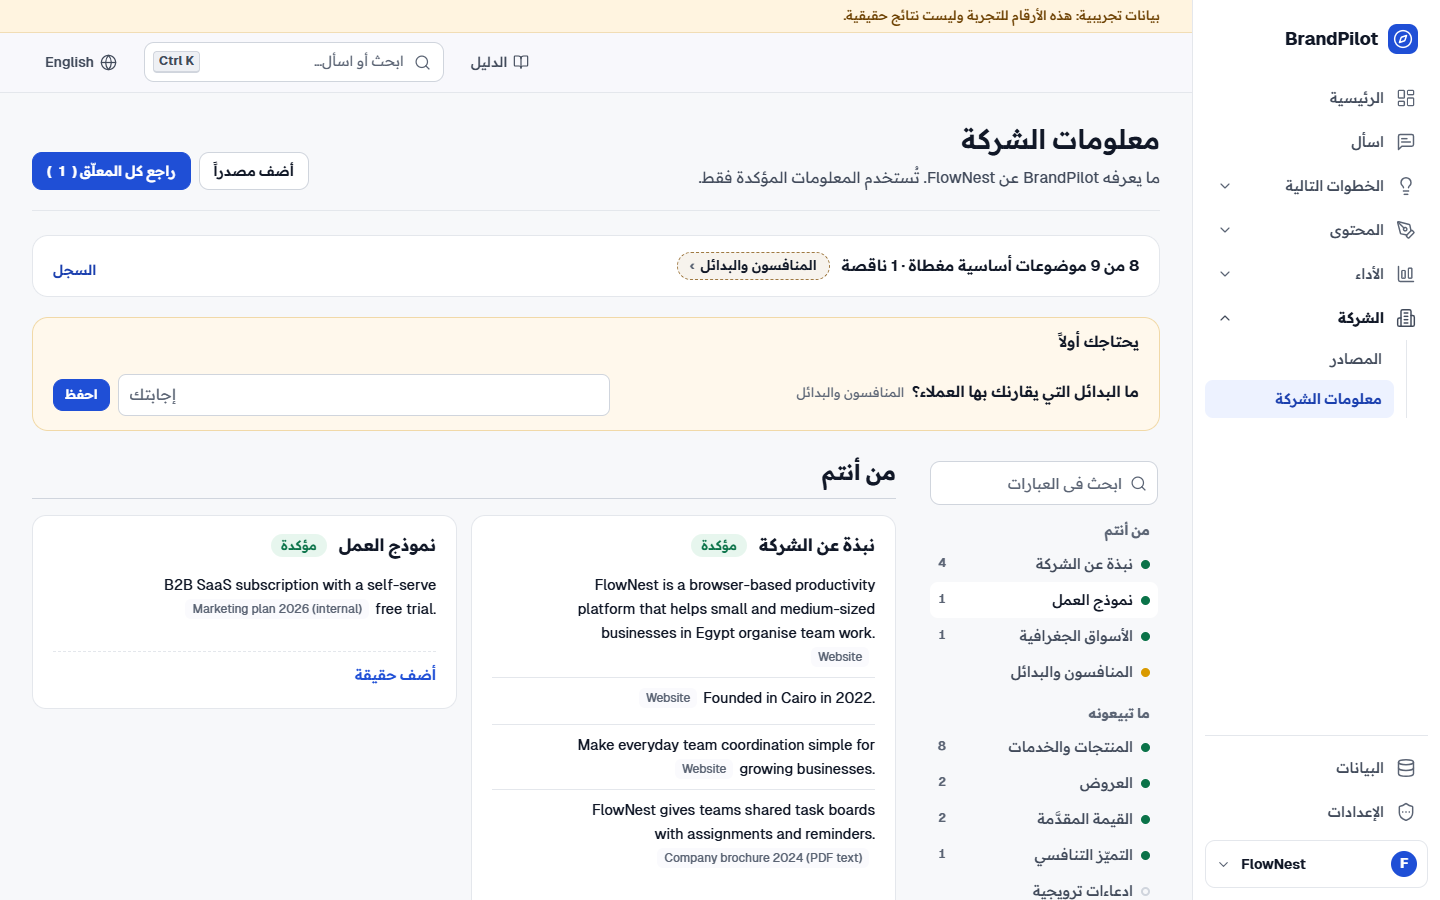 بيانات تجريبية: هذه الأرقام للتجربة وليست نتائج حقيقية.
BrandPilot
الرئيسية
اسأل
الخطوات التالية
المحتوى
الأداء
الشركة
المصادر
معلومات الشركة
البيانات
الإعدادات
F FlowNest
الدليل
ابحث أو اسأل...
Ctrl K
English
معلومات الشركة
ما يعرفه BrandPilot عن FlowNest. تُستخدم المعلومات المؤكدة فقط.
أضف مصدراً
راجع كل المعلّق ( 1 )
8 من 9 موضوعات أساسية مغطاة · 1 ناقصة
المنافسون والبدائل ›
السجل
يحتاجك أولاً
ما البدائل التي يقارنك بها العملاء؟ المنافسون والبدائل
إجابتك
احفظ
ابحث في العبارات
من أنتم
نبذة عن الشركة 4
نموذج العمل 1
الأسواق الجغرافية 1
المنافسون والبدائل
ما تبيعونه
المنتجات والخدمات 8
العروض 2
القيمة المقدَّمة 2
التميّز التنافسي 1
ادعاءات ترويجية
من أنتم
نبذة عن الشركة مؤكدة
FlowNest is a browser-based productivity
platform that helps small and medium-sized
businesses in Egypt organise team work.
Website
Founded in Cairo in 2022. Website
Make everyday team coordination simple for
growing businesses. Website
FlowNest gives teams shared task boards
with assignments and reminders.
Company brochure 2024 (PDF text)
نموذج العمل مؤكدة
B2B SaaS subscription with a self-serve
free trial. Marketing plan 2026 (internal)
أضف حقيقة